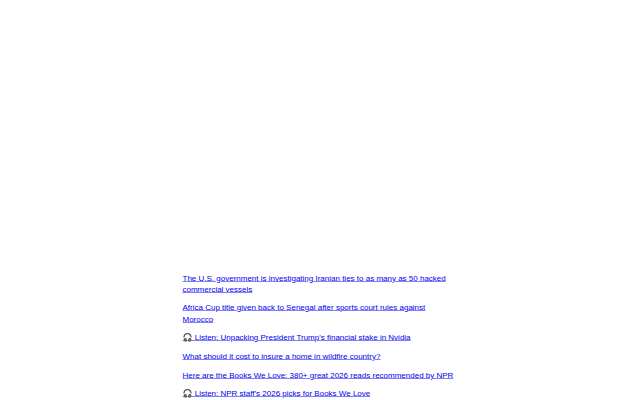 The U.S. government is investigating Iranian ties to as many as 50 hacked
commercial vessels
Africa Cup title given back to Senegal after sports court rules against
Morocco
🎧 Listen: Unpacking President Trump's financial stake in Nvidia
What should it cost to insure a home in wildfire country?
Here are the Books We Love: 380+ great 2026 reads recommended by NPR
🎧 Listen: NPR staff's 2026 picks for Books We Love